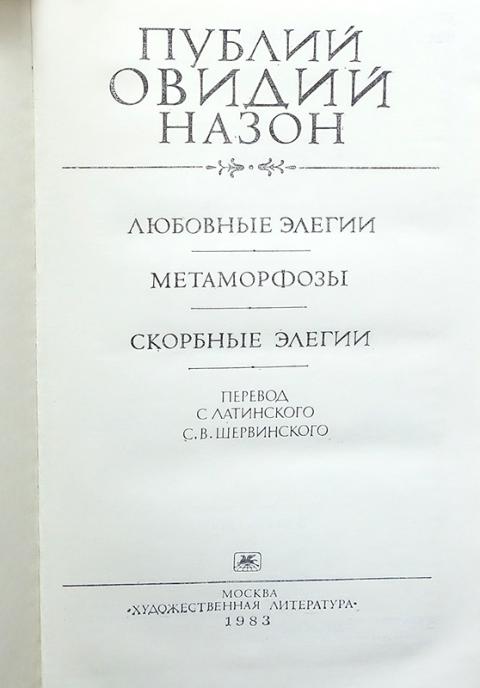 ПУБЛИЙ
ОВИДИЙ
НАЗОН
ЛЮБОВНЫЕ ЭЛЕГИИ
МЕТАМОРФОЗЫ
СКОРБНЫЕ ЭЛЕГИИ
ПЕРЕВОД
С ЛАТИНСКОГО
С. В. ШЕРВИНСКОГО
МОСКВА
«ХУДОЖЕСТВЕННАЯ ЛИТЕРАТУРА»
1983